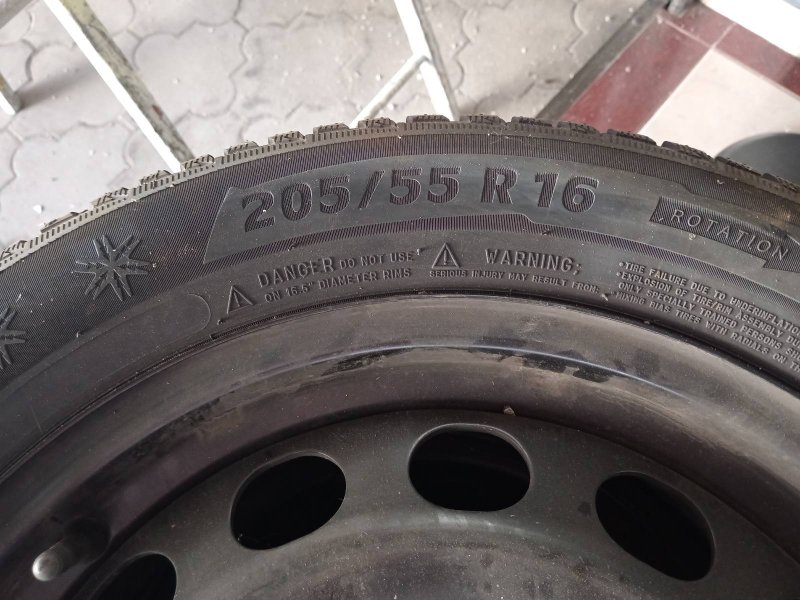 205/55 R 16
ROTATION
DANGER DO NOT USE
ON 16.5" DIAMETER RIMS
WARNING;
SERIOUS INJURY MAY RESULT FROM:
•TIRE FAILURE DUE TO UNDERINFLATION
•EXPLOSION OF TIRE/RIM ASSEMBLY DUE
ONLY SPECIALLY TRAINED PERSONS
•MIXING BIAS TIRES WITH RADIALS ON